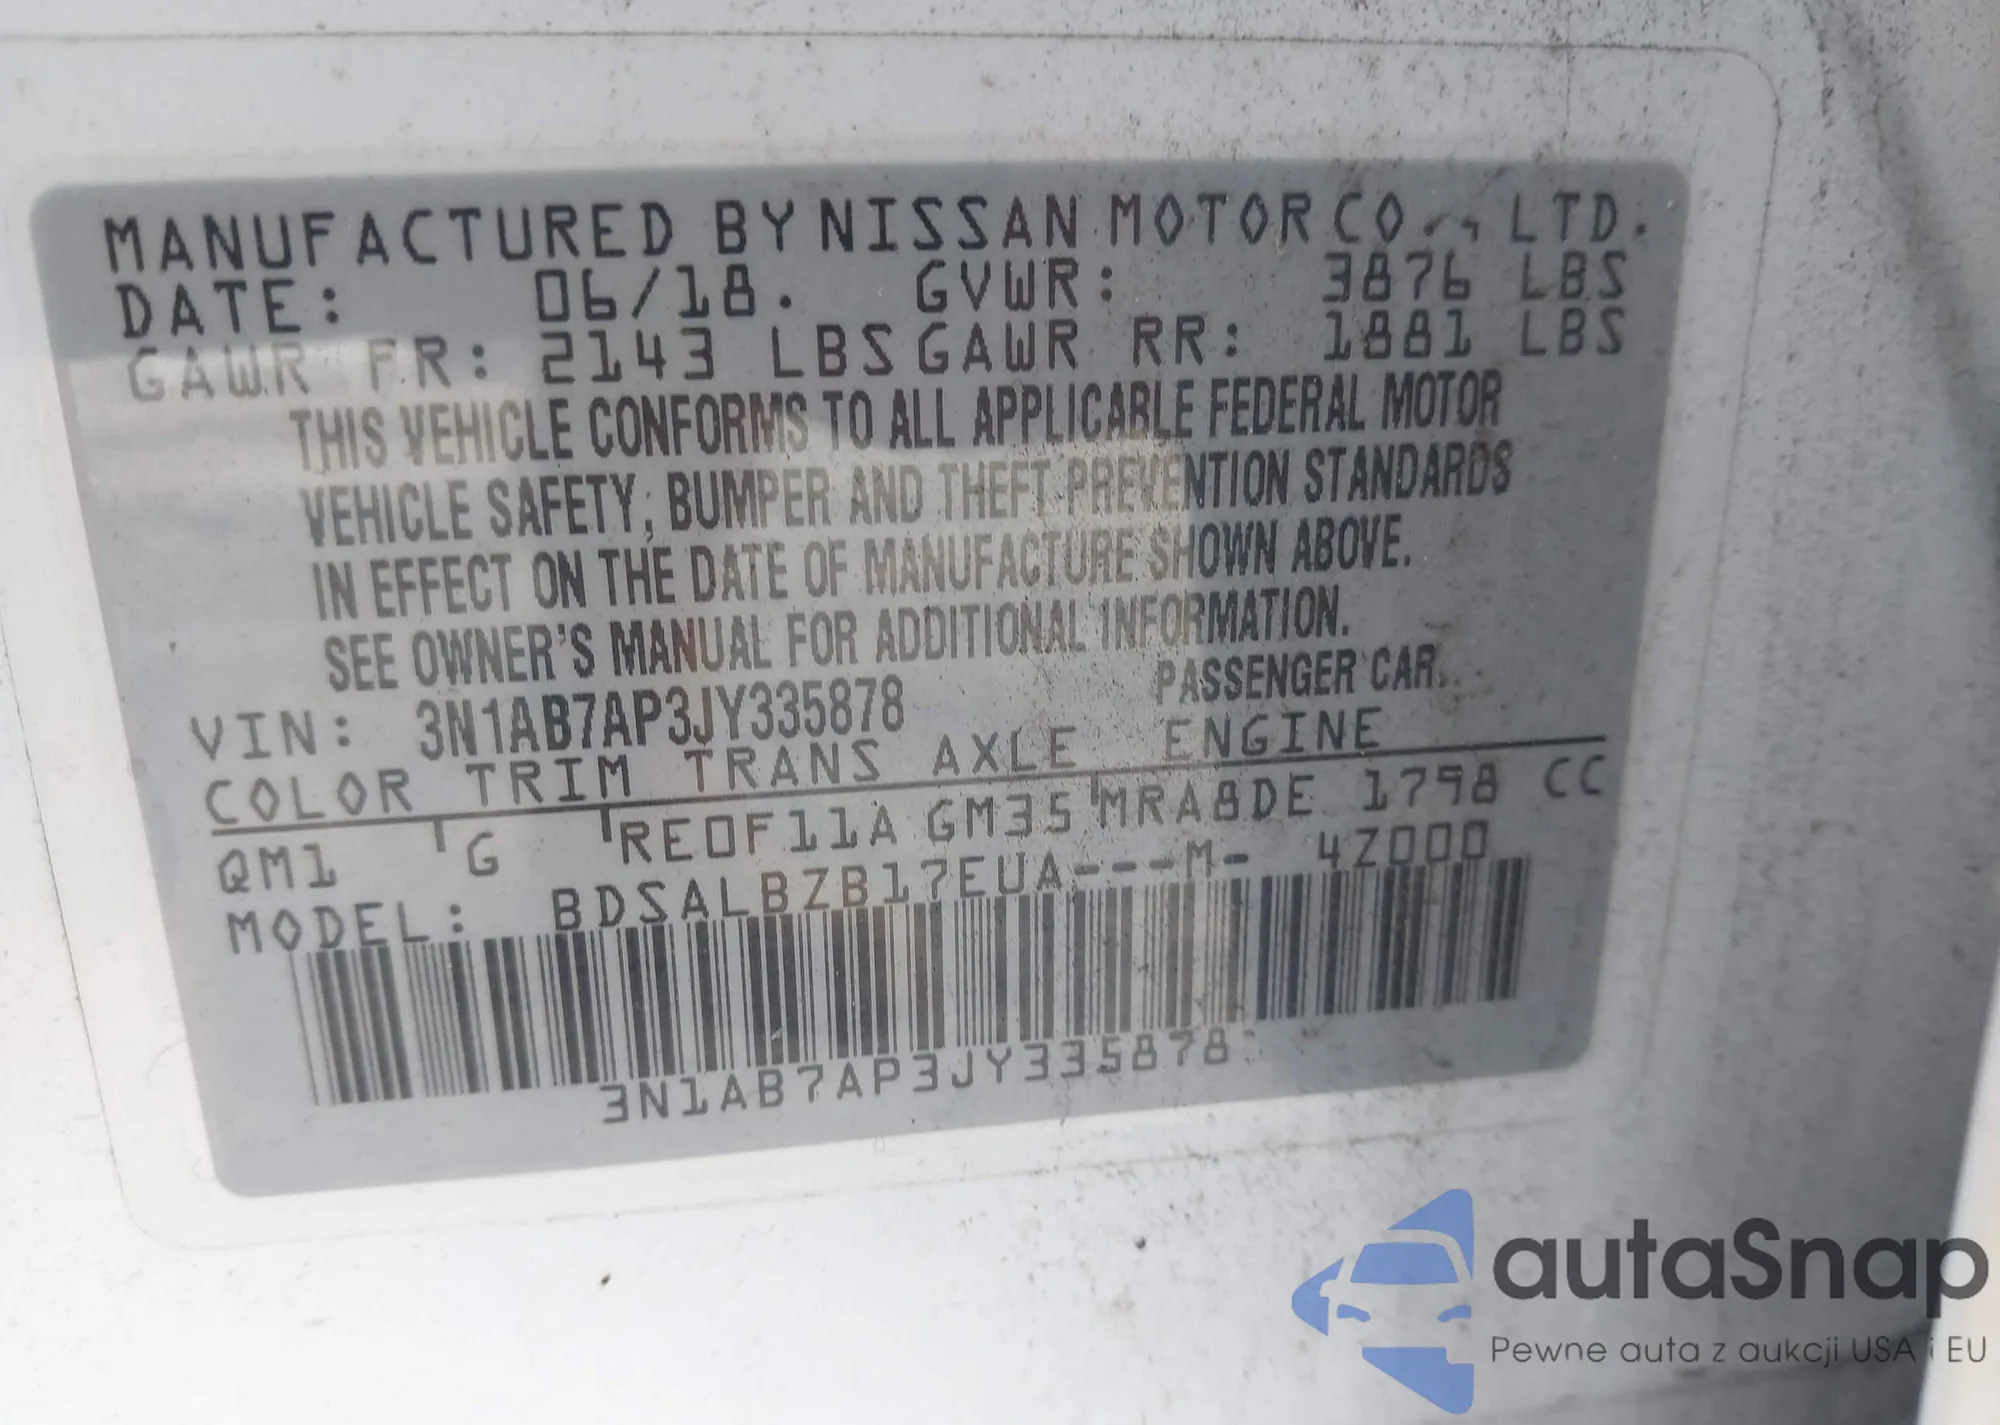 MANUFACTURED BY NISSAN MOTOR CO., LTD.
DATE: 06/18. GVWR: 3876 LBS
GAWR FR: 2143 LBS GAWR RR: 1881 LBS
THIS VEHICLE CONFORMS TO ALL APPLICABLE FEDERAL MOTOR
VEHICLE SAFETY, BUMPER AND THEFT PREVENTION STANDARDS
IN EFFECT ON THE DATE OF MANUFACTURE SHOWN ABOVE.
SEE OWNER'S MANUAL FOR ADDITIONAL INFORMATION.
VIN: 3N1AB7AP3JY335878 PASSENGER CAR
COLOR TRIM TRANS AXLE ENGINE
QM1 G RE0F11A GM35 MRA8DE 1798 CC
MODEL: BDSALBZB17EUA---M- 4Z000
3N1AB7AP3JY335878
autaSnap
Pewne auta z aukcji USA i EU